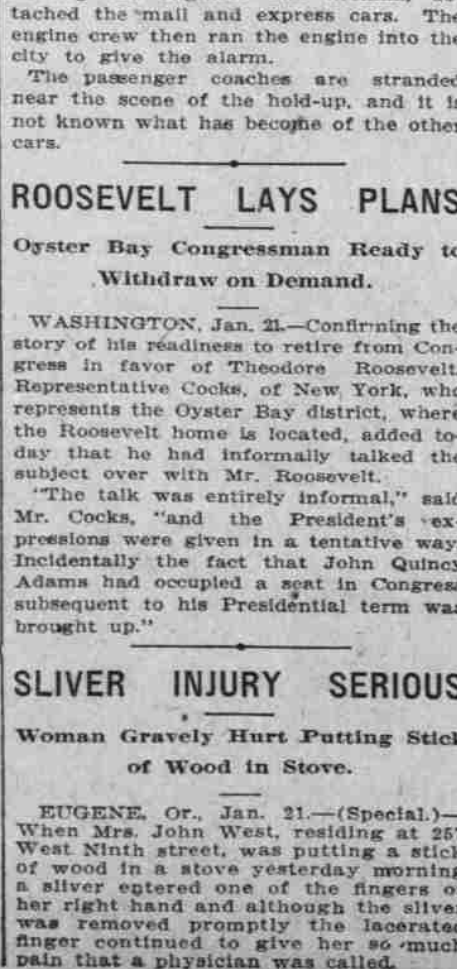 tached the mail and express cars. The
engine crew then ran the engine into the
city to give the alarm.
The passenger coaches are stranded
near the scene of the hold-up, and it is
not known what has become of the other
cars.
ROOSEVELT LAYS PLANS
Oyster Bay Congressman Ready to
Withdraw on Demand.
WASHINGTON, Jan. 21.—Confirming the
story of his readiness to retire from Con-
gress in favor of Theodore Roosevelt,
Representative Cocks, of New York, who
represents the Oyster Bay district, where
the Roosevelt home is located, added to-
day that he had informally talked the
subject over with Mr. Roosevelt.
"The talk was entirely informal," said
Mr. Cocks, "and the President's ex-
pressions were given in a tentative way.
Incidentally the fact that John Quincy
Adams had occupied a seat in Congress
subsequent to his Presidential term was
brought up."
SLIVER INJURY SERIOUS
Woman Gravely Hurt Putting Stick
of Wood in Stove.
EUGENE, Or., Jan. 21.—(Special.)—
When Mrs. John West, residing at 257
West Ninth street, was putting a stick
of wood in a stove yesterday morning
a sliver entered one of the fingers of
her right hand and although the sliver
was removed promptly the lacerated
finger continued to give her so much
pain that a physician was called.